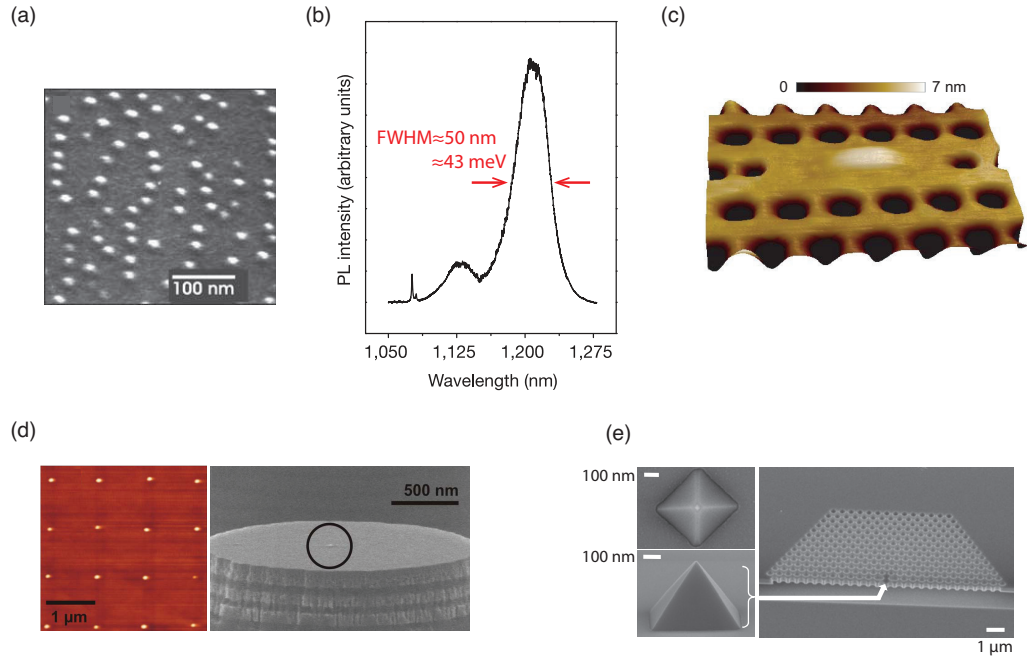 (a)
100 nm
(b)
PL intensity (arbitrary units)
FWHM≈50 nm
≈43 meV
1,050
1,125
1,200
1,275
Wavelength (nm)
(c)
0
7 nm
(d)
1 μm
500 nm
(e)
100 nm
100 nm
1 μm